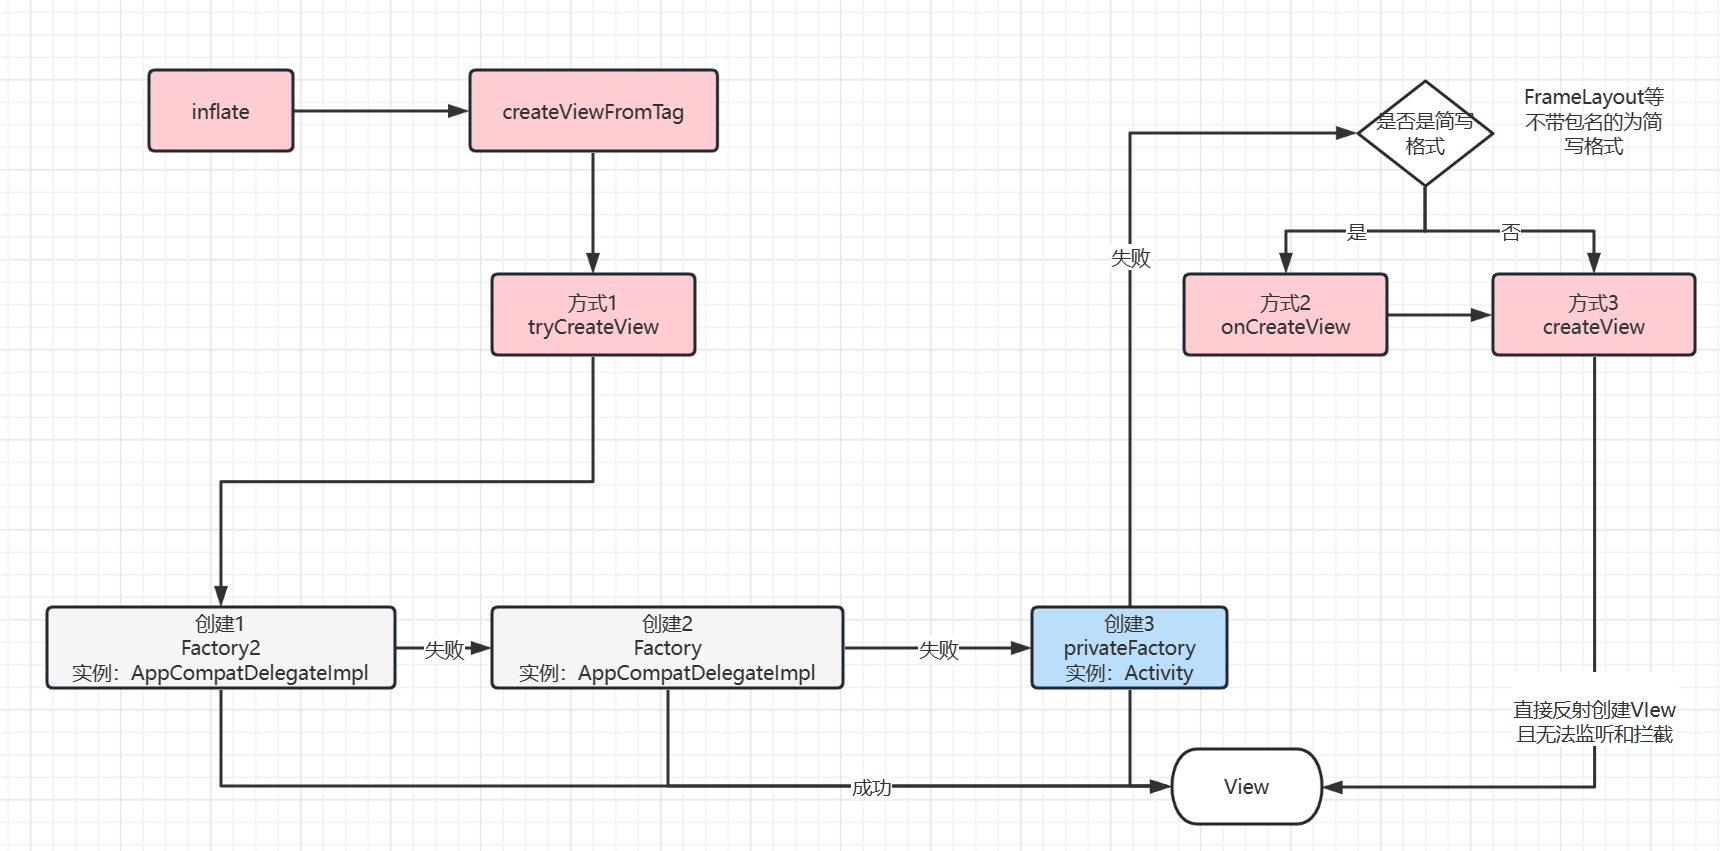 inflate
createViewFromTag
是否是简写
格式
FrameLayout等
不带包名的为简
写格式
是
否
失败
方式1
tryCreateView
方式2
onCreateView
方式3
createView
创建1
Factory2
实例：AppCompatDelegateImpl
失败
创建2
Factory
实例：AppCompatDelegateImpl
失败
创建3
privateFactory
实例：Activity
直接反射创建VIew
且无法监听和拦截
成功
View